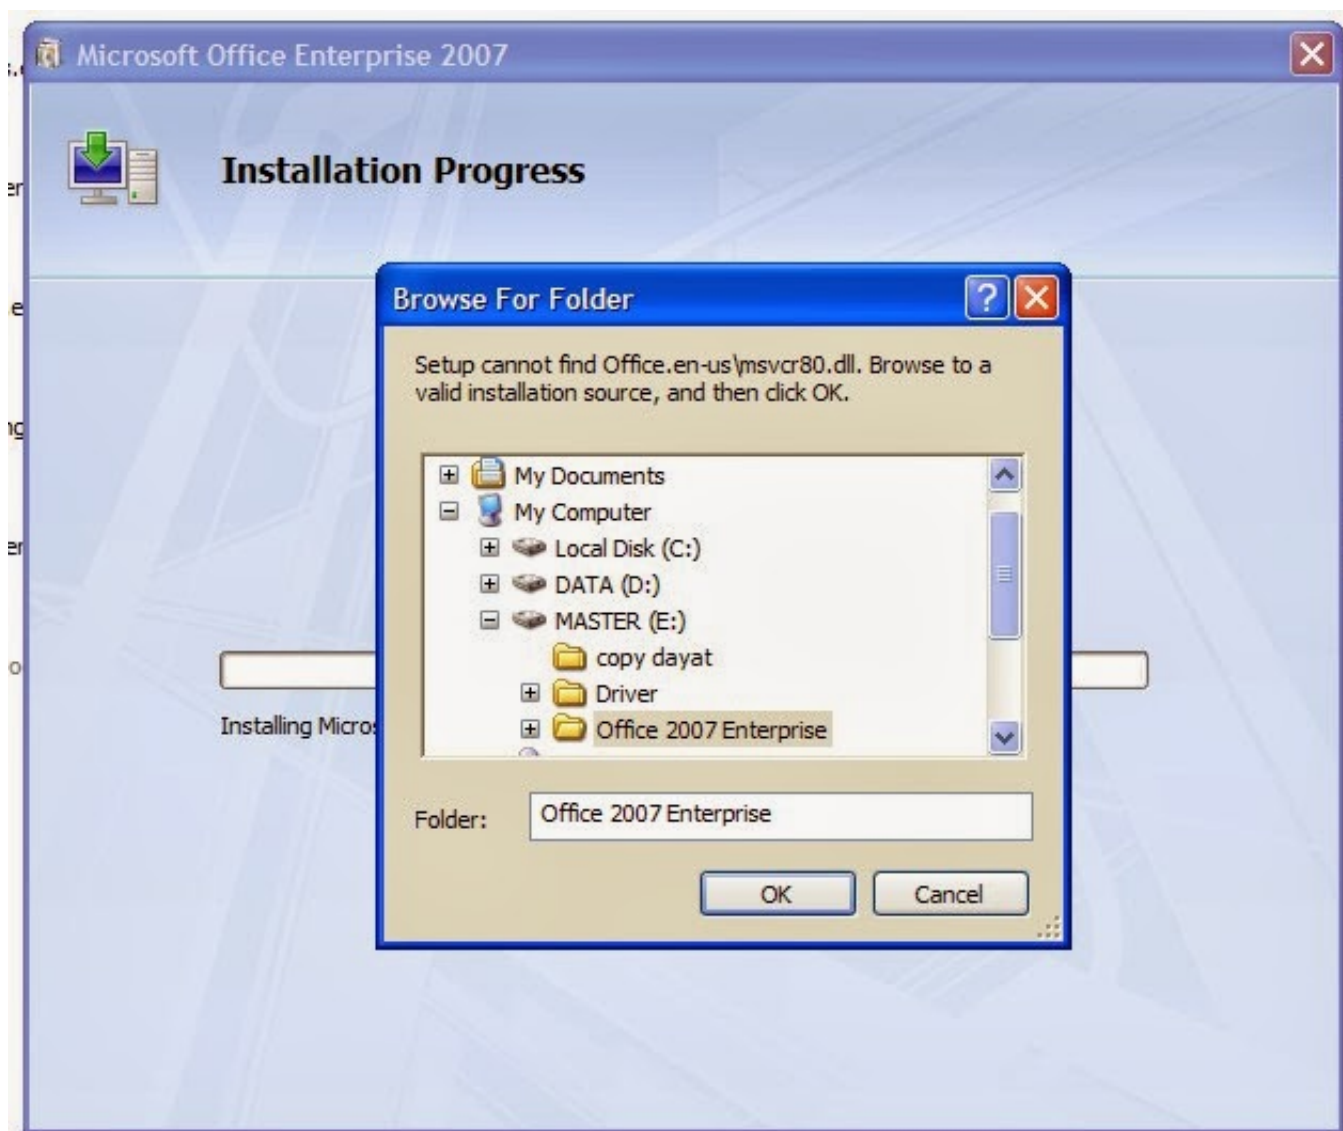 Microsoft Office Enterprise 2007
Installation Progress
Browse For Folder
Setup cannot find Office.en-us\msvcr80.dll. Browse to a
valid installation source, and then click OK.
My Documents
My Computer
Local Disk (C:)
DATA (D:)
MASTER (E:)
copy dayat
Driver
Office 2007 Enterprise
Installing Micros
Folder: Office 2007 Enterprise
OK Cancel